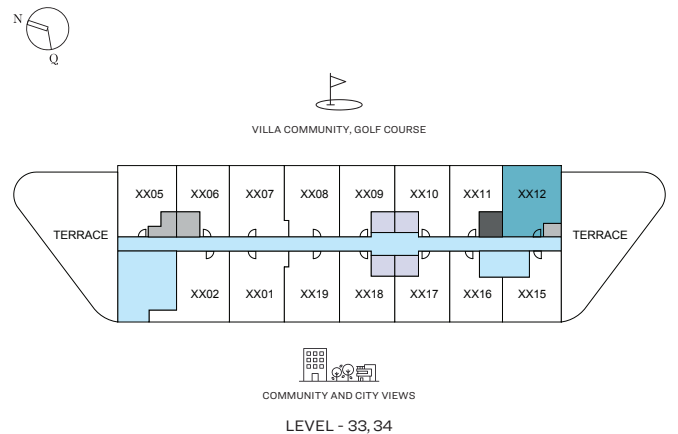 N
Q
VILLA COMMUNITY, GOLF COURSE
XX05 XX06 XX07 XX08 XX09 XX10 XX11 XX12
TERRACE TERRACE
XX02 XX01 XX19 XX18 XX17 XX16 XX15
COMMUNITY AND CITY VIEWS
LEVEL - 33, 34